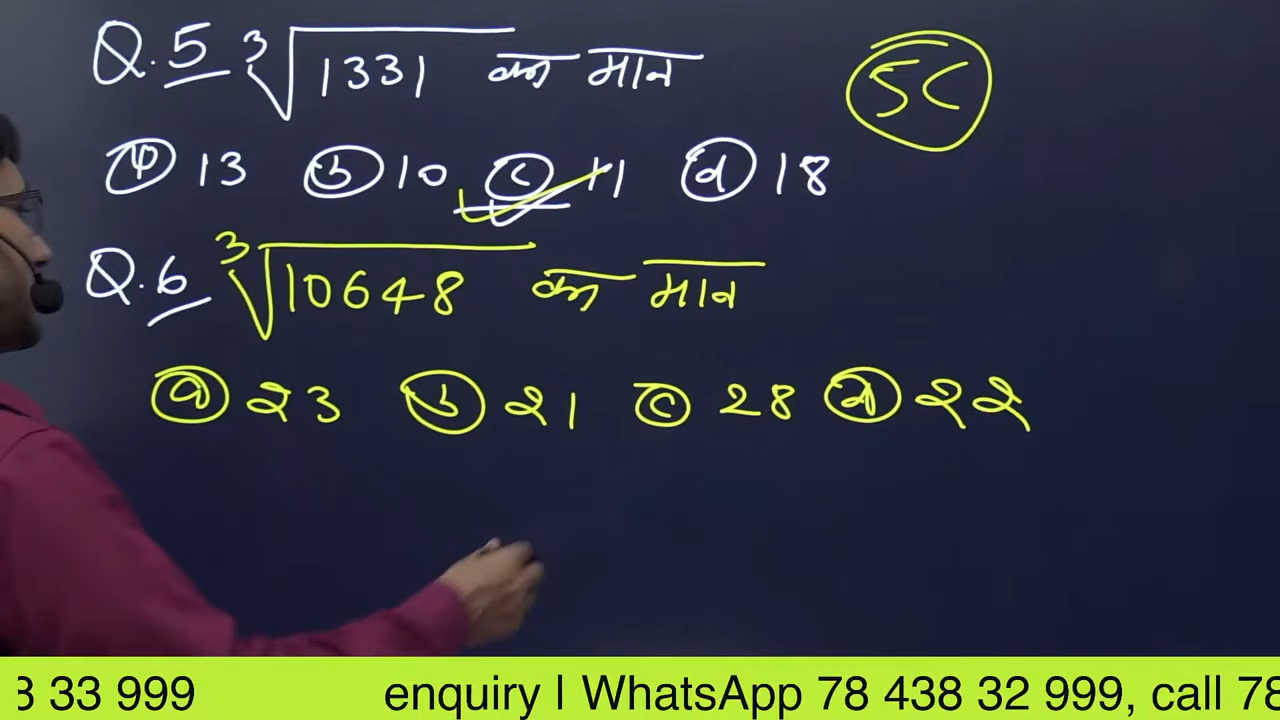 Q.5 ∛1331 का मान
5C
(a) 13 (b) 10 (c) 11 (d) 18
Q.6 ∛10648 का मान
(a) 23 (b) 21 (c) 28 (d) 22
3 33 999 enquiry | WhatsApp 78 438 32 999, call 78